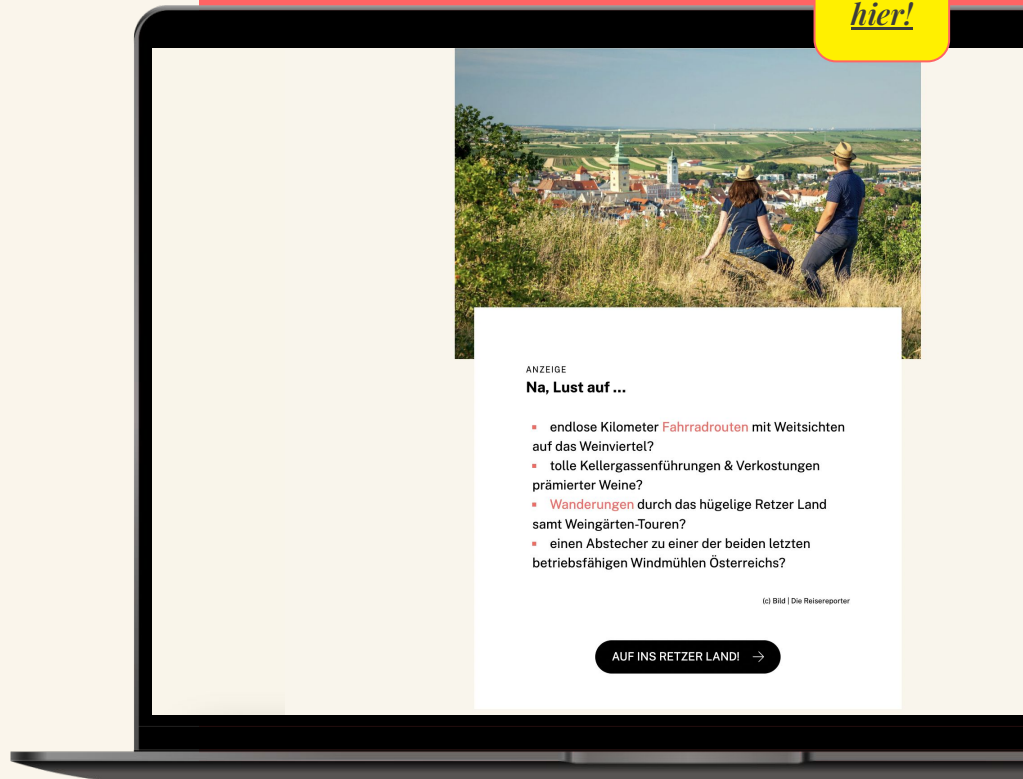 hier!
ANZEIGE
Na, Lust auf ...
▪ endlose Kilometer Fahrradrouten mit Weitsichten
auf das Weinviertel?
▪ tolle Kellergassenführungen & Verkostungen
prämierter Weine?
▪ Wanderungen durch das hügelige Retzer Land
samt Weingärten-Touren?
▪ einen Abstecher zu einer der beiden letzten
betriebsfähigen Windmühlen Österreichs?
(c) Bild | Die Reisereporter
AUF INS RETZER LAND! →